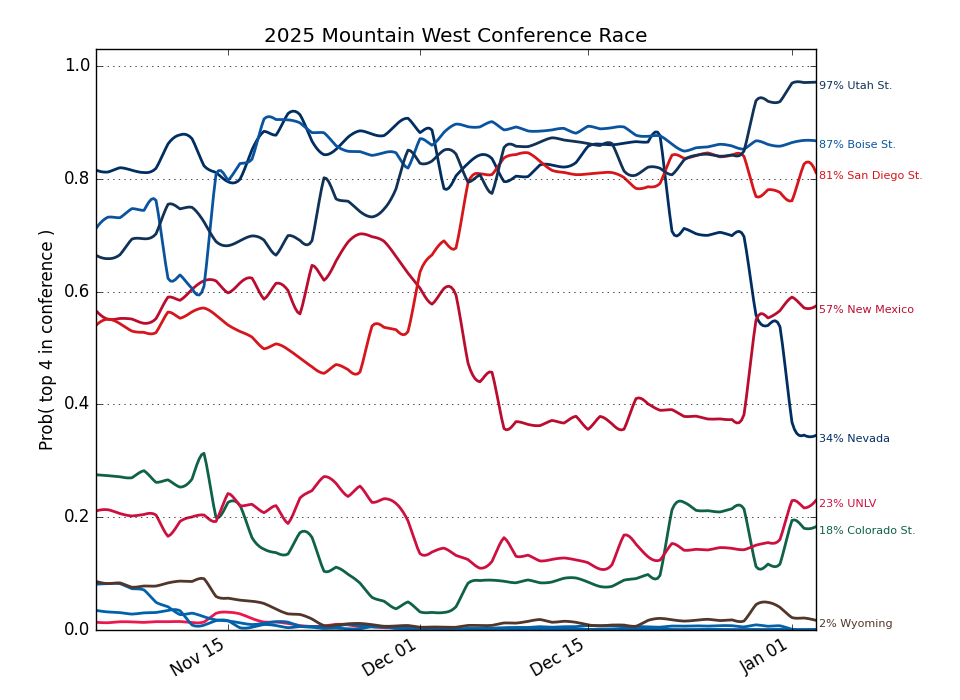 2025 Mountain West Conference Race
Prob( top 4 in conference )
1.0
0.8
0.6
0.4
0.2
0.0
Nov 15
Dec 01
Dec 15
Jan 01
97% Utah St.
87% Boise St.
81% San Diego St.
57% New Mexico
34% Nevada
23% UNLV
18% Colorado St.
2% Wyoming